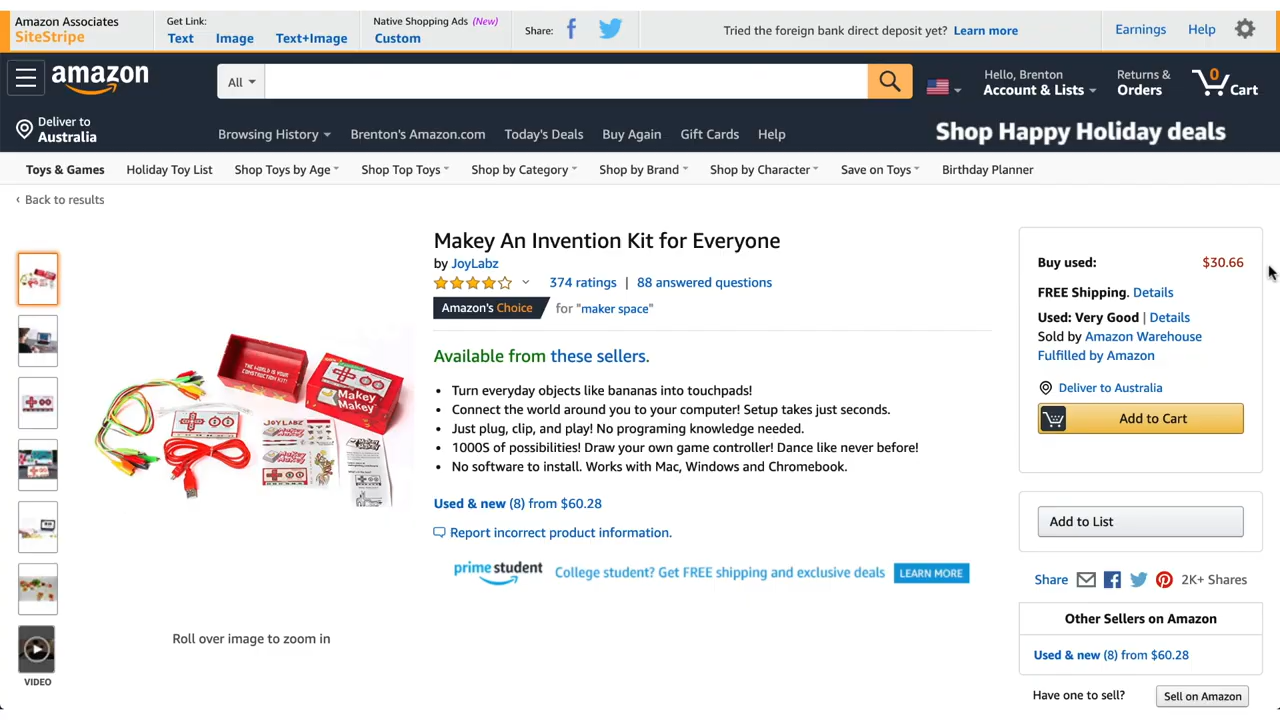 Amazon Associates
SiteStripe
Get Link:
Text Image Text+Image
Native Shopping Ads (New)
Custom
Share:
Tried the foreign bank direct deposit yet? Learn more
Earnings Help
amazon
All
Hello, Brenton
Account & Lists
Returns &
Orders
0
Cart
Deliver to
Australia
Browsing History Brenton's Amazon.com Today's Deals Buy Again Gift Cards Help
Shop Happy Holiday deals
Toys & Games Holiday Toy List Shop Toys by Age Shop Top Toys Shop by Category Shop by Brand Shop by Character Save on Toys Birthday Planner
‹ Back to results
Makey An Invention Kit for Everyone
by JoyLabz
374 ratings | 88 answered questions
Amazon's Choice for "maker space"
Available from these sellers.
• Turn everyday objects like bananas into touchpads!
• Connect the world around you to your computer! Setup takes just seconds.
• Just plug, clip, and play! No programing knowledge needed.
• 1000S of possibilities! Draw your own game controller! Dance like never before!
• No software to install. Works with Mac, Windows and Chromebook.
Used & new (8) from $60.28
Report incorrect product information.
prime student College student? Get FREE shipping and exclusive deals LEARN MORE
THE WORLD IS YOUR
CONSTRUCTION KIT!
Makey
Makey
JOYLABZ
Roll over image to zoom in
VIDEO
Buy used: $30.66
FREE Shipping. Details
Used: Very Good | Details
Sold by Amazon Warehouse
Fulfilled by Amazon
Deliver to Australia
Add to Cart
Add to List
Share 2K+ Shares
Other Sellers on Amazon
Used & new (8) from $60.28
Have one to sell? Sell on Amazon